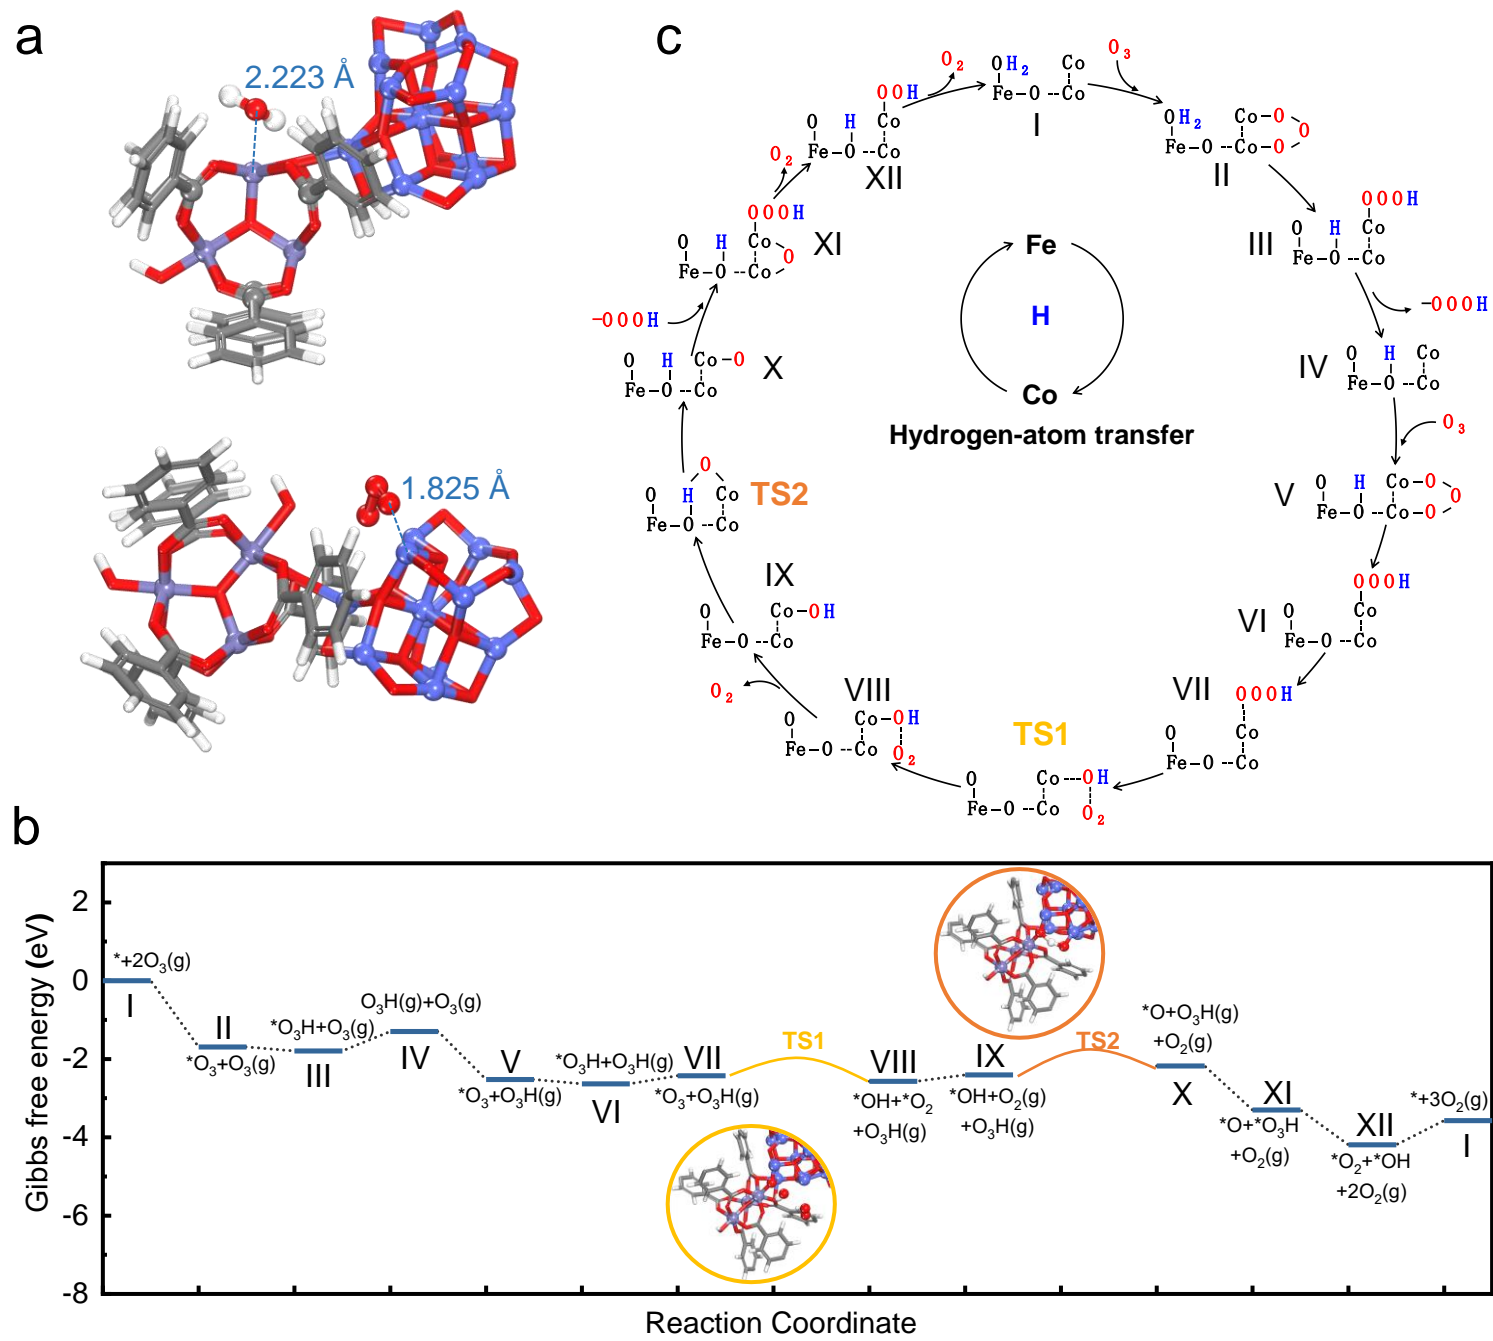 a
2.223 Å
1.825 Å
c
O₂
OH₂ Co
Fe-O--Co
I
O₃
OH₂ Co-O
O
Fe-O--Co-O
II
OOOH
O H Co
Fe-O--Co
III
-OOOH
O H Co
Fe-O--Co
IV
O₃
O H Co-O
O
Fe-O--Co-O
V
OOOH
O Co
Fe-O--Co
VI
OOOH
O Co
Fe-O--Co
VII
TS1
O Co---OH
Fe-O--Co O₂
VIII
O Co-OH
Fe-O--Co O₂
O₂
IX
O Co-OH
Fe-O--Co
TS2
O
O H Co
Fe-O--Co
X
O H Co-O
Fe-O--Co
-OOOH
XI
OOOH
O H Co
O
Fe-O--Co
O₂
XII
OOH
O H Co
Fe-O--Co
Fe
H
Co
Hydrogen-atom transfer
b
Gibbs free energy (eV)
2
0
-2
-4
-6
-8
*+2O₃(g)
I
II
*O₃+O₃(g)
*O₃H+O₃(g)
III
O₃H(g)+O₃(g)
IV
V
*O₃+O₃H(g)
*O₃H+O₃H(g)
VI
VII
*O₃+O₃H(g)
TS1
VIII
*OH+*O₂
+O₃H(g)
IX
*OH+O₂(g)
+O₃H(g)
TS2
*O+O₃H(g)
+O₂(g)
X
XI
*O+*O₃H
+O₂(g)
XII
*O₂+*OH
+2O₂(g)
*+3O₂(g)
I
Reaction Coordinate